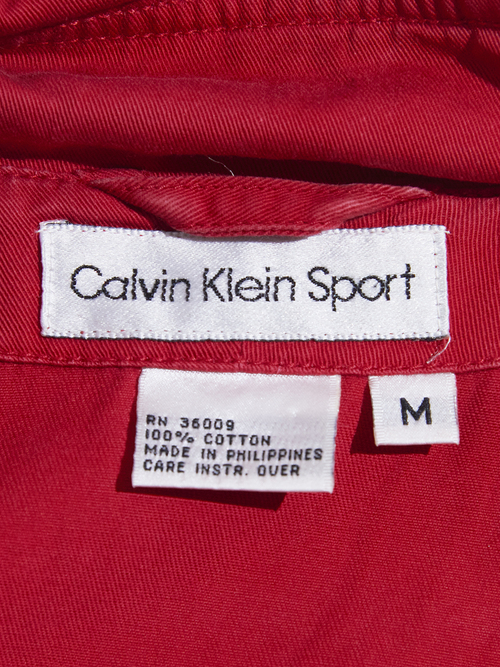 Calvin Klein Sport
RN 36009
100% COTTON
MADE IN PHILIPPINES
CARE INSTR. OVER
M